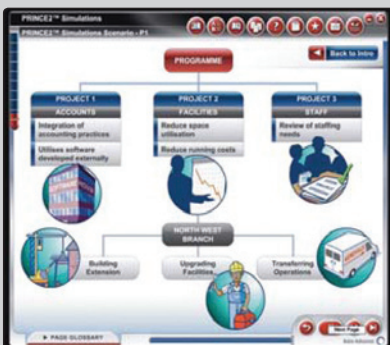 PRINCE2™ Simulations
PRINCE2™ Simulations Scenario - P1
Back to Intro
PROGRAMME
PROJECT 1
ACCOUNTS
Integration of
accounting practices
Utilises software
developed externally
PROJECT 2
FACILITIES
Reduce space
utilisation
Reduce running costs
PROJECT 3
STAFF
Review of staffing
needs
NORTH WEST
BRANCH
Building
Extension
Upgrading
Facilities
Transferring
Operations
Next Page
PAGE GLOSSARY